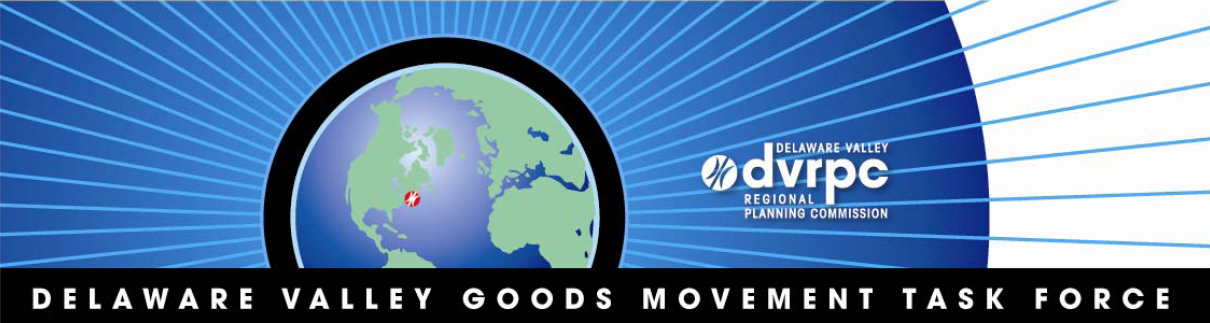 DELAWARE VALLEY
dvrpc
REGIONAL
PLANNING COMMISSION
DELAWARE VALLEY GOODS MOVEMENT TASK FORCE